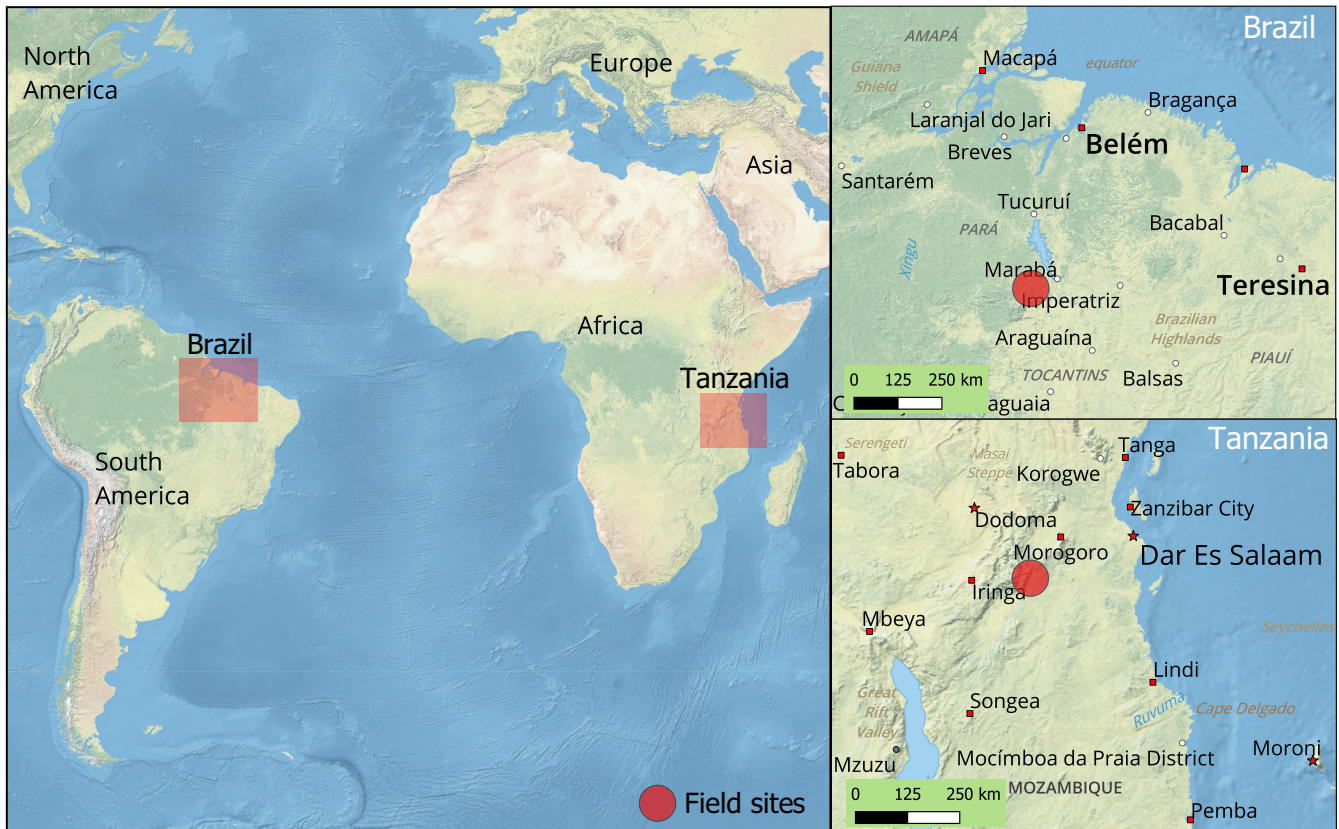 North
America
Europe
Asia
Africa
Brazil
Tanzania
South
America
Field sites
Brazil
AMAPÁ
Macapá
equator
Guiana
Shield
Bragança
Laranjal do Jari
Belém
Breves
Santarém
Tucuruí
PARÁ
Bacabal
Xingu
Marabá
Teresina
Imperatriz
Brazilian
Highlands
Araguaína
PIAUÍ
TOCANTINS
Balsas
0 125 250 km
C aguaia
Tanzania
Serengeti
Tanga
Masai
Steppe
Tabora
Korogwe
Zanzibar City
Dodoma
Morogoro
Dar Es Salaam
Iringa
Mbeya
Seychelles
Lindi
Great
Rift
Valley
Songea
Ruvuma
Cape Delgado
Moroni
Mocímboa da Praia District
Mzuzu
MOZAMBIQUE
0 125 250 km
Pemba